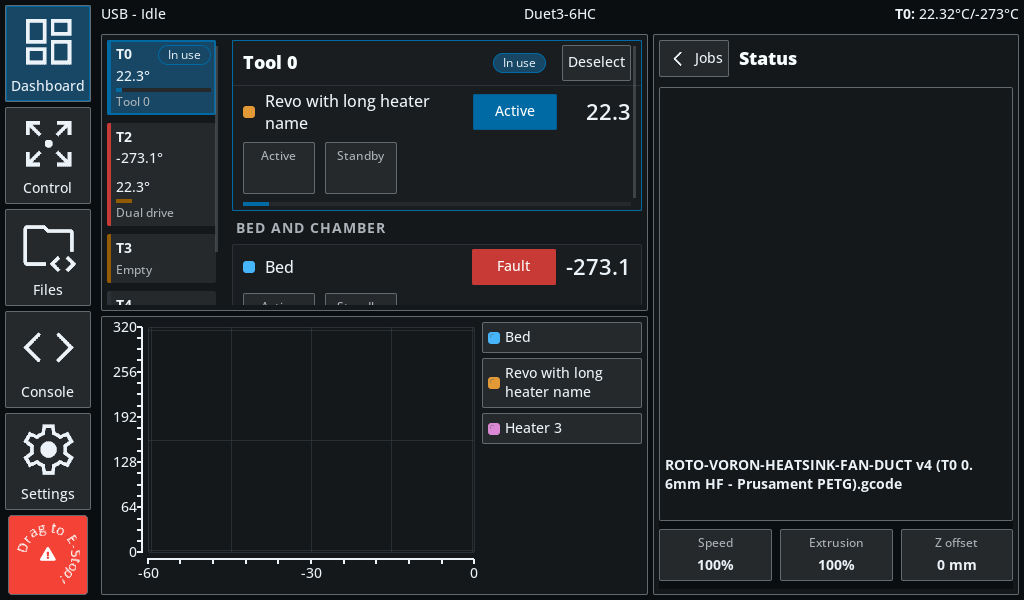 USB - Idle
Duet3-6HC
T0: 22.32°C/-273°C
Dashboard
Control
Files
Console
Settings
Drag to E-Stop!
T0
In use
22.3°
Tool 0
T2
-273.1°
22.3°
Dual drive
T3
Empty
T4
Tool 0
In use
Deselect
Revo with long heater
name
Active
22.3
Active
Standby
BED AND CHAMBER
Bed
Fault
-273.1
Active
Standby
320
256
192
128
64
0
-60
-30
0
Bed
Revo with long
heater name
Heater 3
Jobs
Status
ROTO-VORON-HEATSINK-FAN-DUCT v4 (T0 0.
6mm HF - Prusament PETG).gcode
Speed
100%
Extrusion
100%
Z offset
0 mm